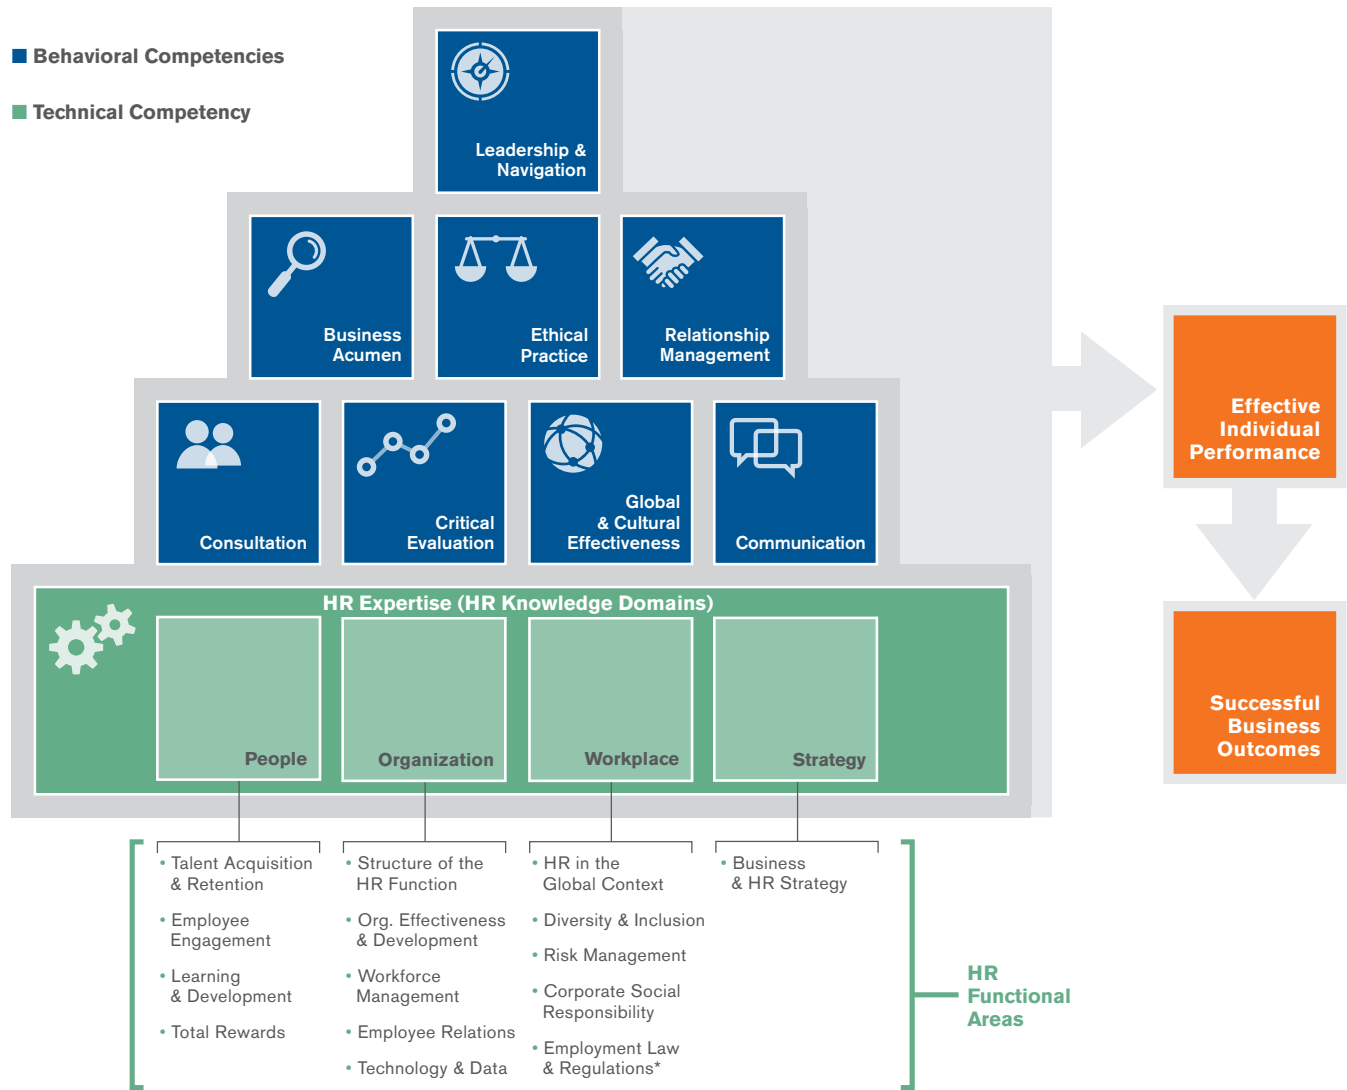 Behavioral Competencies
Technical Competency
Leadership &
Navigation
Business
Acumen
Ethical
Practice
Relationship
Management
Consultation
Critical
Evaluation
Global
& Cultural
Effectiveness
Communication
HR Expertise (HR Knowledge Domains)
People
Organization
Workplace
Strategy
• Talent Acquisition
& Retention
• Employee
Engagement
• Learning
& Development
• Total Rewards
• Structure of the
HR Function
• Org. Effectiveness
& Development
• Workforce
Management
• Employee Relations
• Technology & Data
• HR in the
Global Context
• Diversity & Inclusion
• Risk Management
• Corporate Social
Responsibility
• Employment Law
& Regulations*
• Business
& HR Strategy
HR
Functional
Areas
Effective
Individual
Performance
Successful
Business
Outcomes